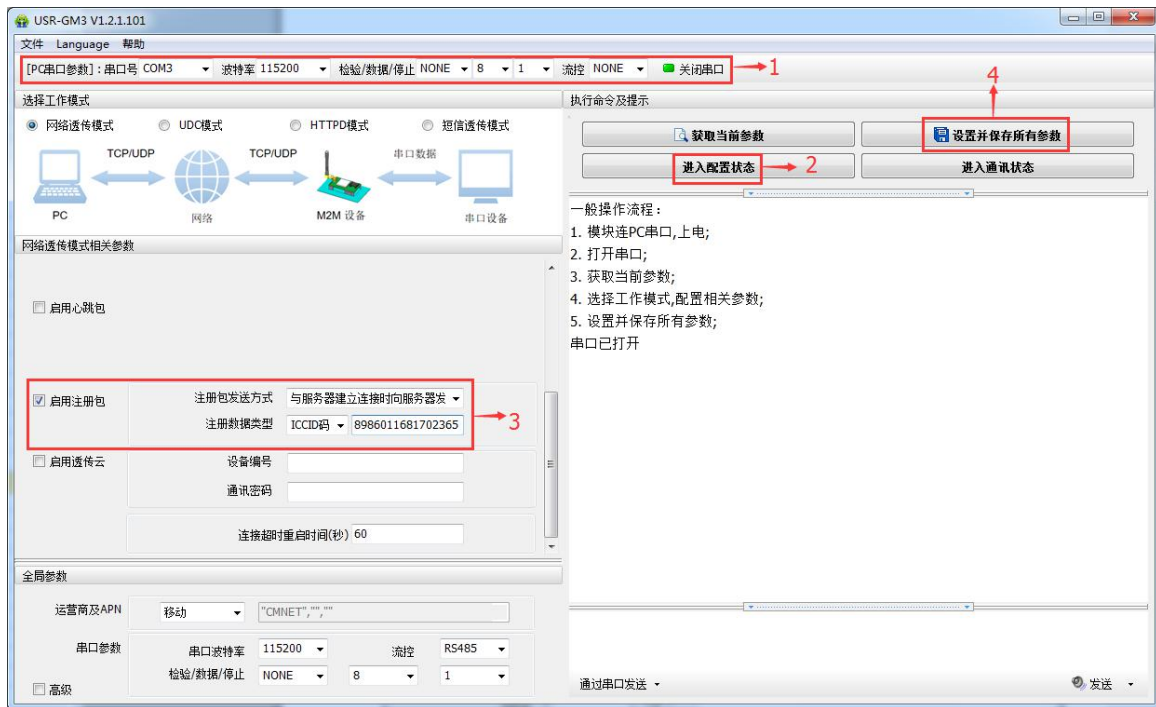 USR-GM3 V1.2.1.101
文件 Language 帮助
[PC串口参数]：串口号 COM3 波特率 115200 检验/数据/停止 NONE 8 1 流控 NONE 关闭串口 1
4
选择工作模式
网络透传模式 UDC模式 HTTPD模式 短信透传模式
TCP/UDP TCP/UDP 串口数据
PC 网络 M2M 设备 串口设备
网络透传模式相关参数
启用心跳包
启用注册包 注册包发送方式 与服务器建立连接时向服务器发
注册数据类型 ICCID码 8986011681702365
3
启用透传云 设备编号
通讯密码
连接超时重启时间(秒) 60
全局参数
运营商及APN 移动 "CMNET","",""
串口参数 串口波特率 115200 流控 RS485
检验/数据/停止 NONE 8 1
高级
执行命令及提示
获取当前参数 设置并保存所有参数
进入配置状态 2 进入通讯状态
一般操作流程：
1. 模块连PC串口,上电;
2. 打开串口;
3. 获取当前参数;
4. 选择工作模式,配置相关参数;
5. 设置并保存所有参数;
串口已打开
通过串口发送 发送